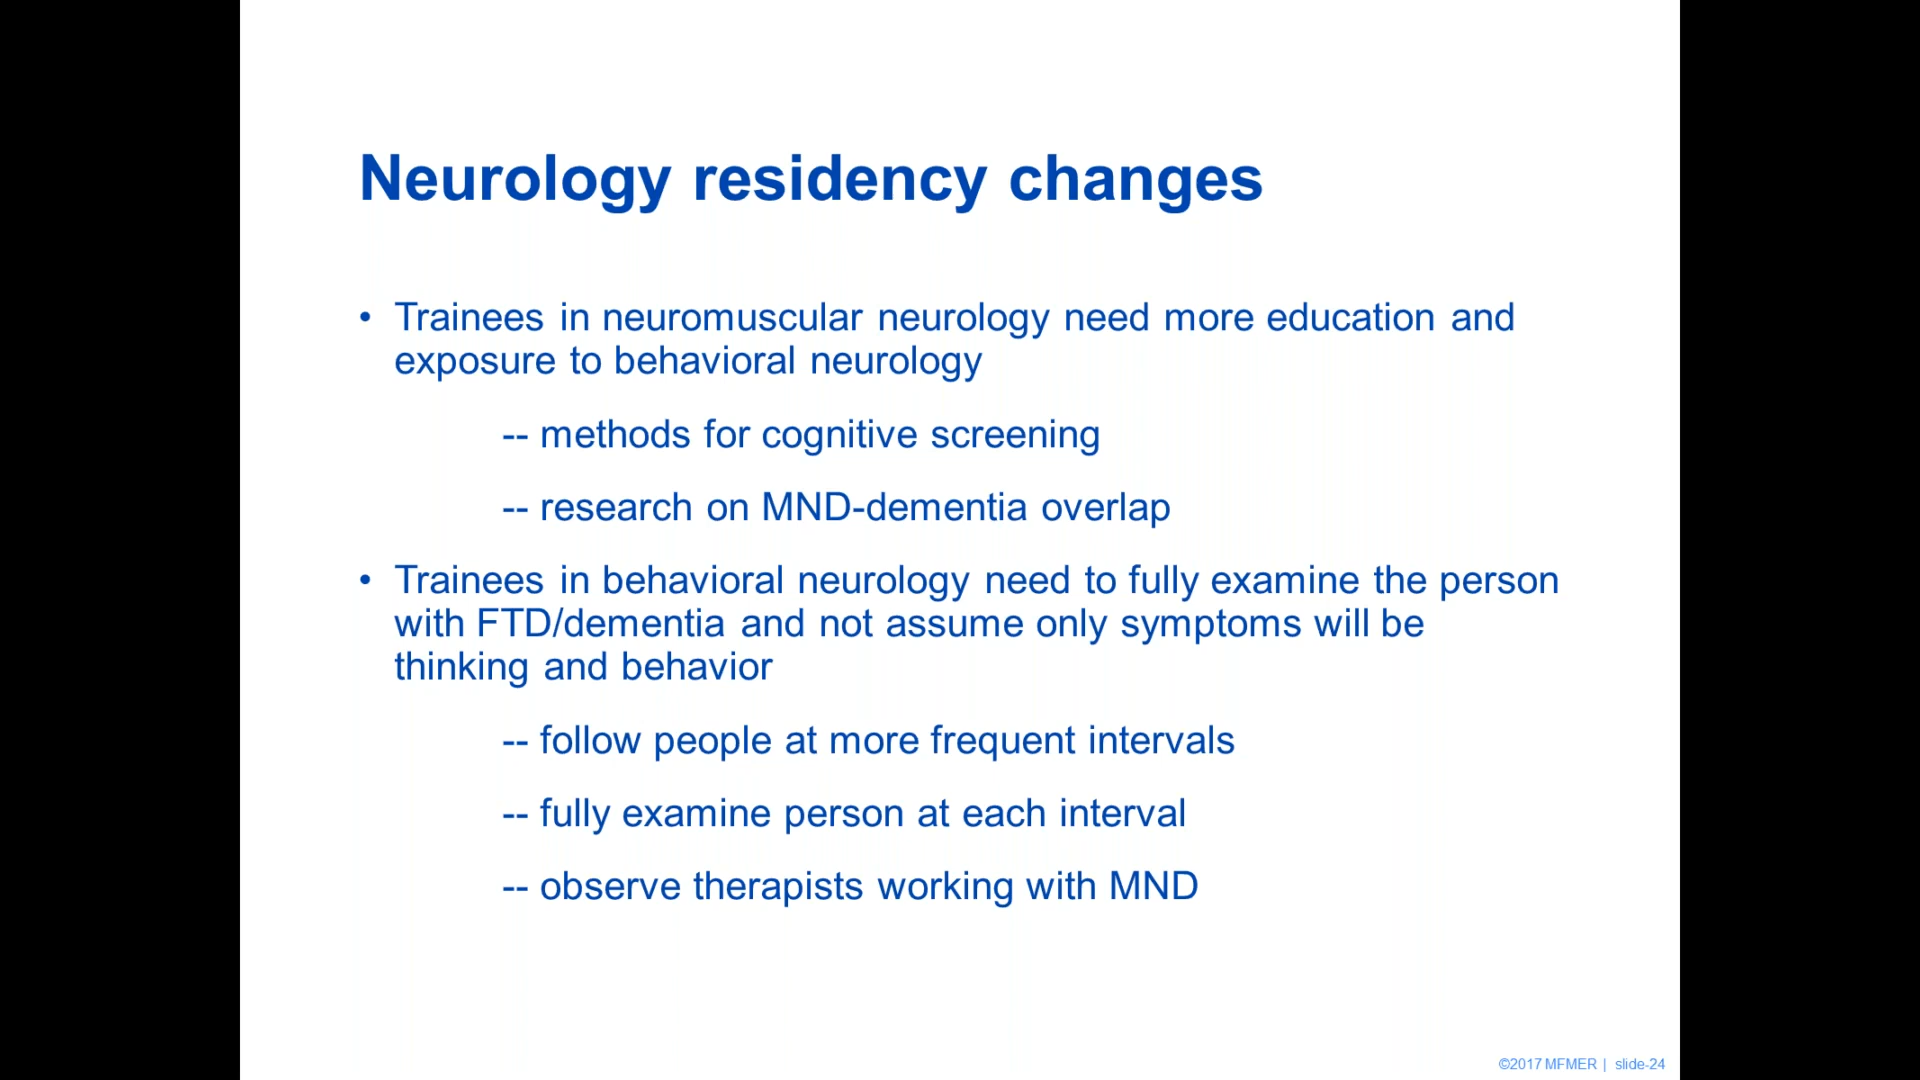 Neurology residency changes
• Trainees in neuromuscular neurology need more education and
exposure to behavioral neurology
-- methods for cognitive screening
-- research on MND-dementia overlap
• Trainees in behavioral neurology need to fully examine the person
with FTD/dementia and not assume only symptoms will be
thinking and behavior
-- follow people at more frequent intervals
-- fully examine person at each interval
-- observe therapists working with MND
©2017 MFMER | slide-24